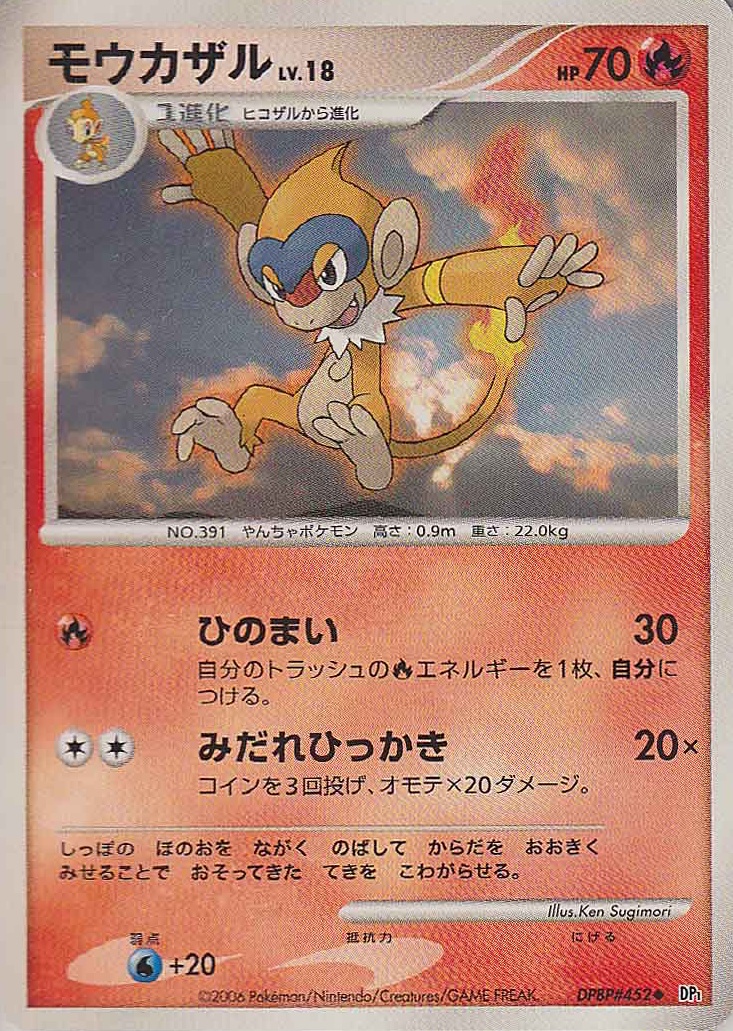 モウカザル LV.18 HP 70
1進化 ヒコザルから進化
NO.391 やんちゃポケモン 高さ：0.9m 重さ：22.0kg
ひのまい 30
自分のトラッシュのエネルギーを1枚、自分に
つける。
みだれひっかき 20×
コインを3回投げ、オモテ×20ダメージ。
しっぽの ほのおを ながく のばして からだを おおきく
みせることで おそってきた てきを こわがらせる。
Illus.Ken Sugimori
弱点 抵抗力 にげる
+20
©2006 Pokémon/Nintendo/Creatures/GAME FREAK. DPBP#452◆ DP1